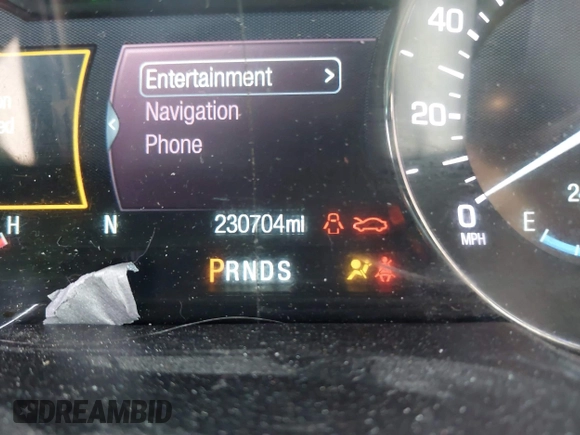 Entertainment >
Navigation
Phone
40
20
0
MPH
H
N
230704mi
E
PRNDS
DREAMBID